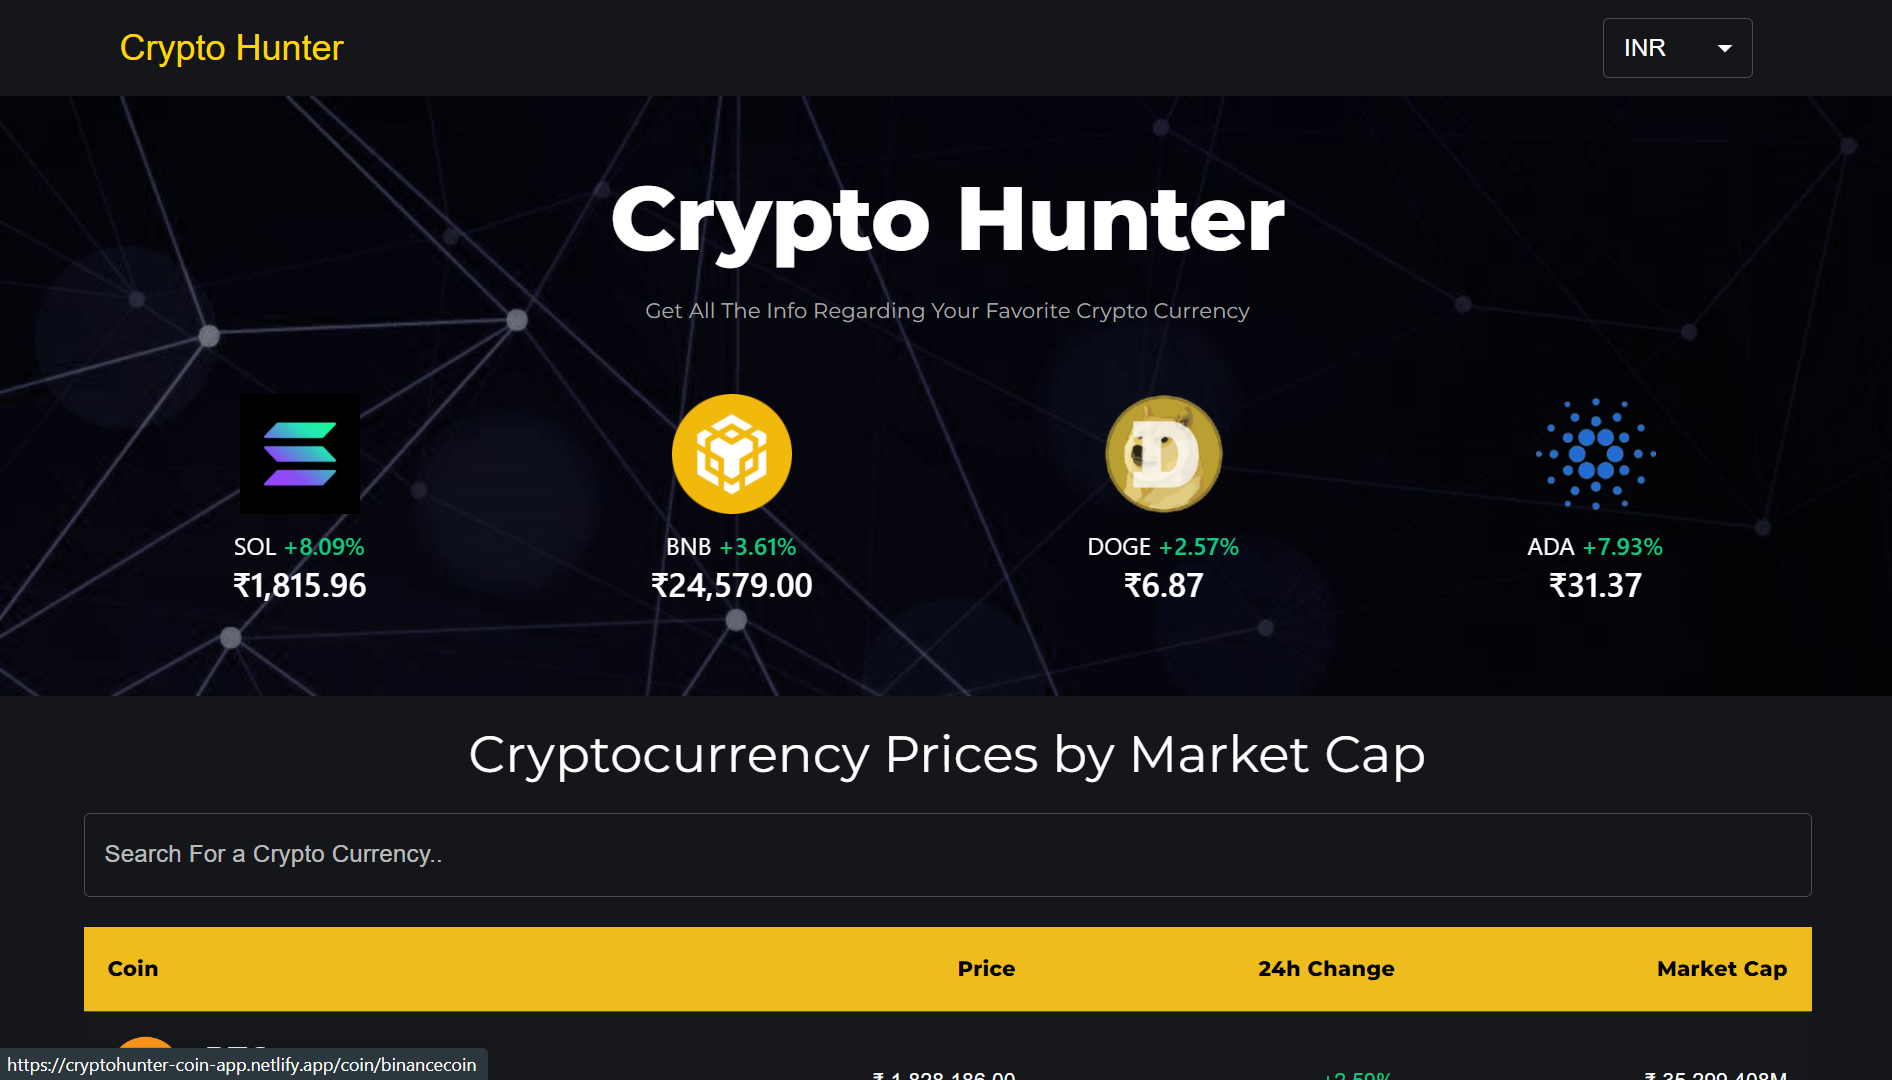 Crypto Hunter
INR
Crypto Hunter
Get All The Info Regarding Your Favorite Crypto Currency
SOL +8.09%
₹1,815.96
BNB +3.61%
₹24,579.00
DOGE +2.57%
₹6.87
ADA +7.93%
₹31.37
Cryptocurrency Prices by Market Cap
Search For a Crypto Currency..
Coin Price 24h Change Market Cap
₹ 1,828,186.00 +2.59% ₹ 35,299,408M
https://cryptohunter-coin-app.netlify.app/coin/binancecoin